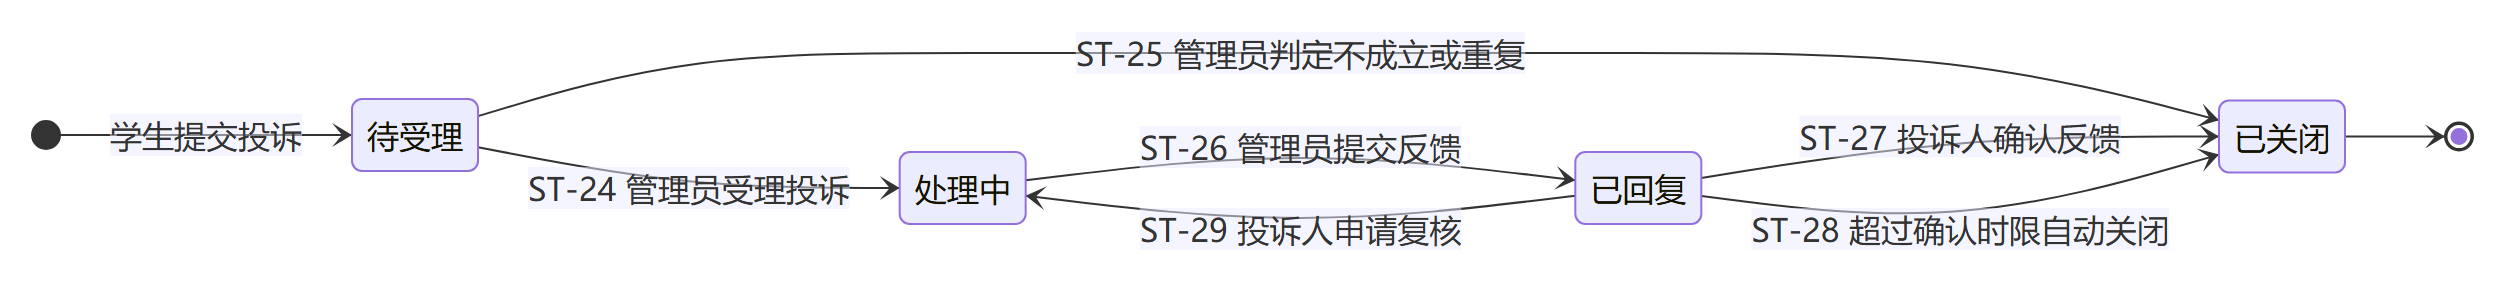 ST-25 管理员判定不成立或重复
学生提交投诉
待受理
ST-24 管理员受理投诉
处理中
ST-26 管理员提交反馈
ST-29 投诉人申请复核
已回复
ST-27 投诉人确认反馈
ST-28 超过确认时限自动关闭
已关闭